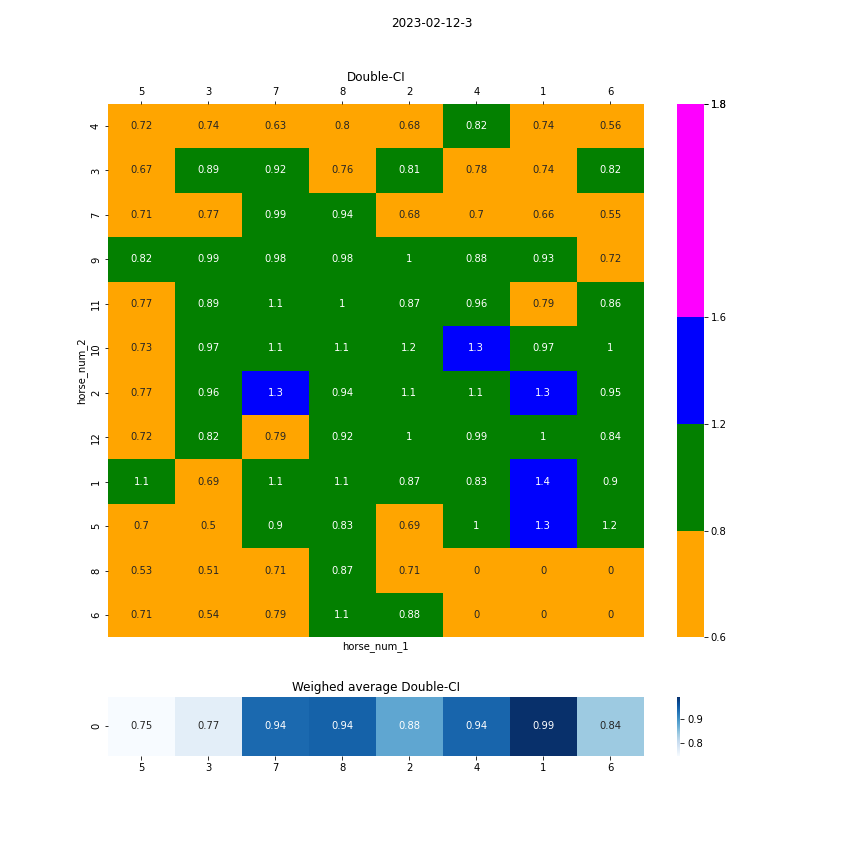 2023-02-12-3
Double-CI
5 3 7 8 2 4 1 6
4 0.72 0.74 0.63 0.8 0.68 0.82 0.74 0.56
3 0.67 0.89 0.92 0.76 0.81 0.78 0.74 0.82
7 0.71 0.77 0.99 0.94 0.68 0.7 0.66 0.55
9 0.82 0.99 0.98 0.98 1 0.88 0.93 0.72
11 0.77 0.89 1.1 1 0.87 0.96 0.79 0.86
10 0.73 0.97 1.1 1.1 1.2 1.3 0.97 1
2 0.77 0.96 1.3 0.94 1.1 1.1 1.3 0.95
12 0.72 0.82 0.79 0.92 1 0.99 1 0.84
1 1.1 0.69 1.1 1.1 0.87 0.83 1.4 0.9
5 0.7 0.5 0.9 0.83 0.69 1 1.3 1.2
8 0.53 0.51 0.71 0.87 0.71 0 0 0
6 0.71 0.54 0.79 1.1 0.88 0 0 0
horse_num_2
horse_num_1
1.8
1.6
1.2
0.8
0.6
Weighed average Double-CI
0 0.75 0.77 0.94 0.94 0.88 0.94 0.99 0.84
5 3 7 8 2 4 1 6
0.9
0.8